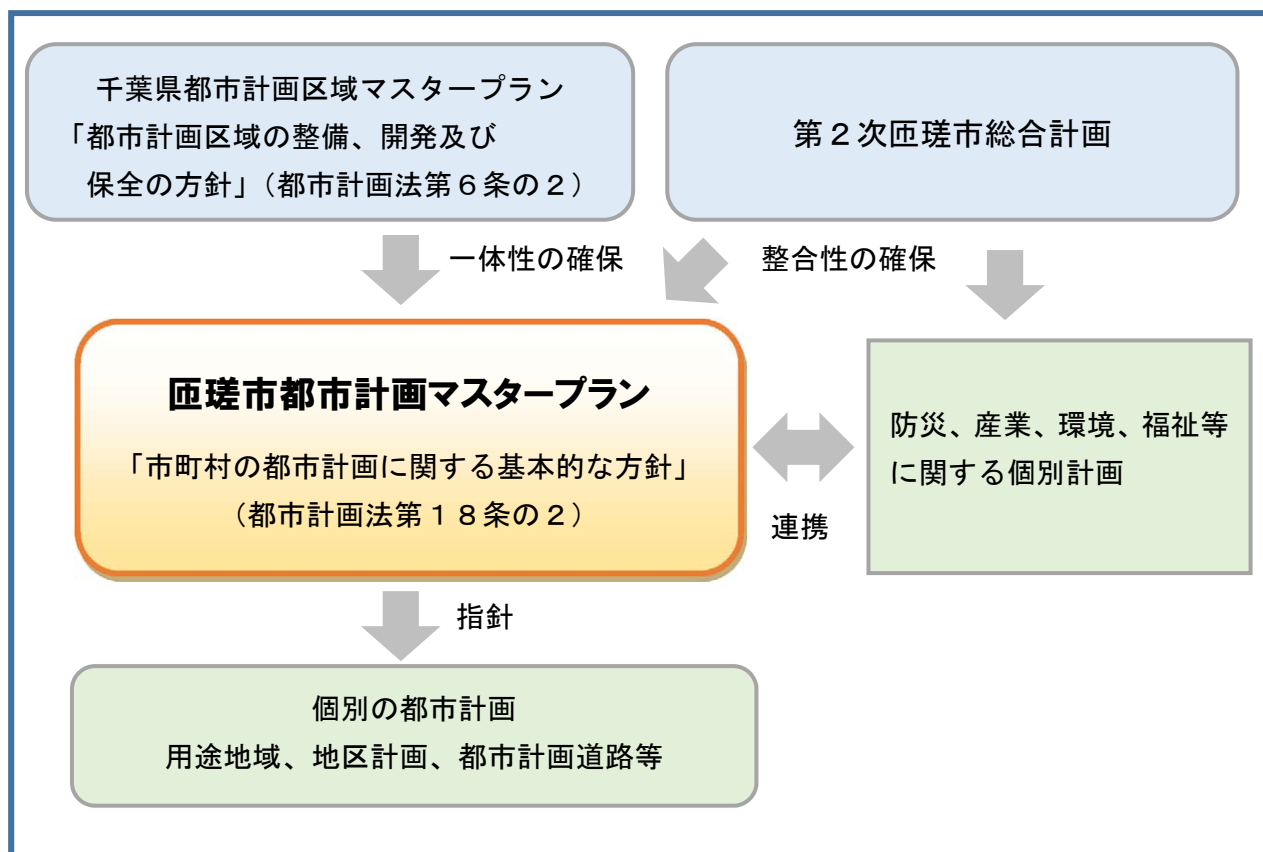 千葉県都市計画区域マスタープラン
「都市計画区域の整備、開発及び
保全の方針」（都市計画法第６条の２）
第２次匝瑳市総合計画
一体性の確保
整合性の確保
匝瑳市都市計画マスタープラン
「市町村の都市計画に関する基本的な方針」
（都市計画法第１８条の２）
連携
防災、産業、環境、福祉等
に関する個別計画
指針
個別の都市計画
用途地域、地区計画、都市計画道路等